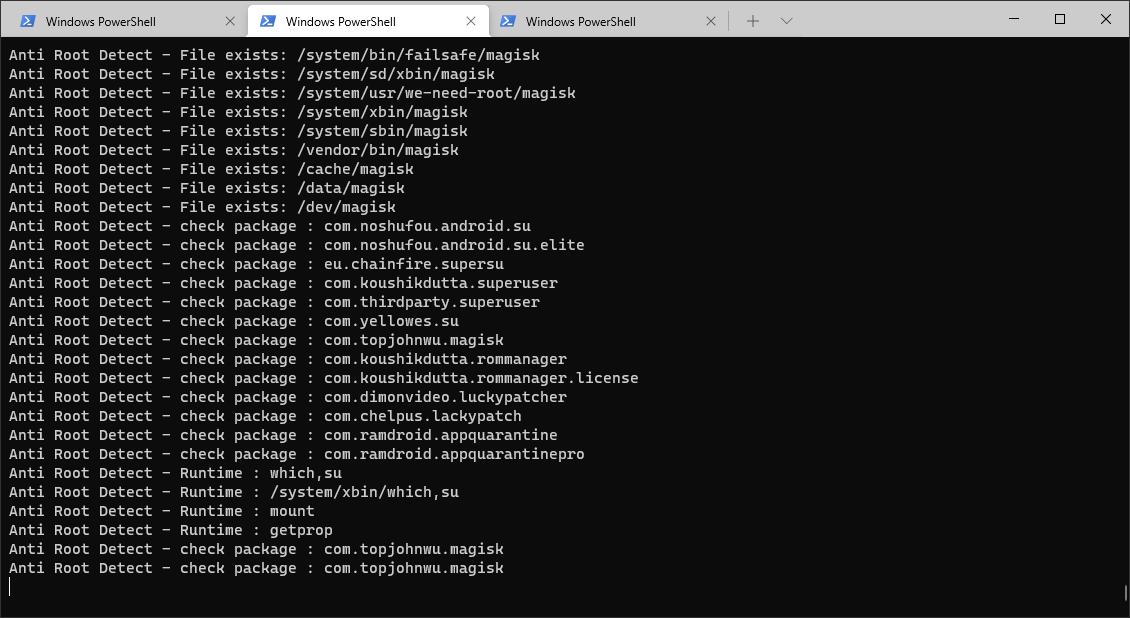 Windows PowerShell
Windows PowerShell
Windows PowerShell
Anti Root Detect - File exists: /system/bin/failsafe/magisk
Anti Root Detect - File exists: /system/sd/xbin/magisk
Anti Root Detect - File exists: /system/usr/we-need-root/magisk
Anti Root Detect - File exists: /system/xbin/magisk
Anti Root Detect - File exists: /system/sbin/magisk
Anti Root Detect - File exists: /vendor/bin/magisk
Anti Root Detect - File exists: /cache/magisk
Anti Root Detect - File exists: /data/magisk
Anti Root Detect - File exists: /dev/magisk
Anti Root Detect - check package : com.noshufou.android.su
Anti Root Detect - check package : com.noshufou.android.su.elite
Anti Root Detect - check package : eu.chainfire.supersu
Anti Root Detect - check package : com.koushikdutta.superuser
Anti Root Detect - check package : com.thirdparty.superuser
Anti Root Detect - check package : com.yellowes.su
Anti Root Detect - check package : com.topjohnwu.magisk
Anti Root Detect - check package : com.koushikdutta.rommanager
Anti Root Detect - check package : com.koushikdutta.rommanager.license
Anti Root Detect - check package : com.dimonvideo.luckypatcher
Anti Root Detect - check package : com.chelpus.lackypatch
Anti Root Detect - check package : com.ramdroid.appquarantine
Anti Root Detect - check package : com.ramdroid.appquarantinepro
Anti Root Detect - Runtime : which,su
Anti Root Detect - Runtime : /system/xbin/which,su
Anti Root Detect - Runtime : mount
Anti Root Detect - Runtime : getprop
Anti Root Detect - check package : com.topjohnwu.magisk
Anti Root Detect - check package : com.topjohnwu.magisk